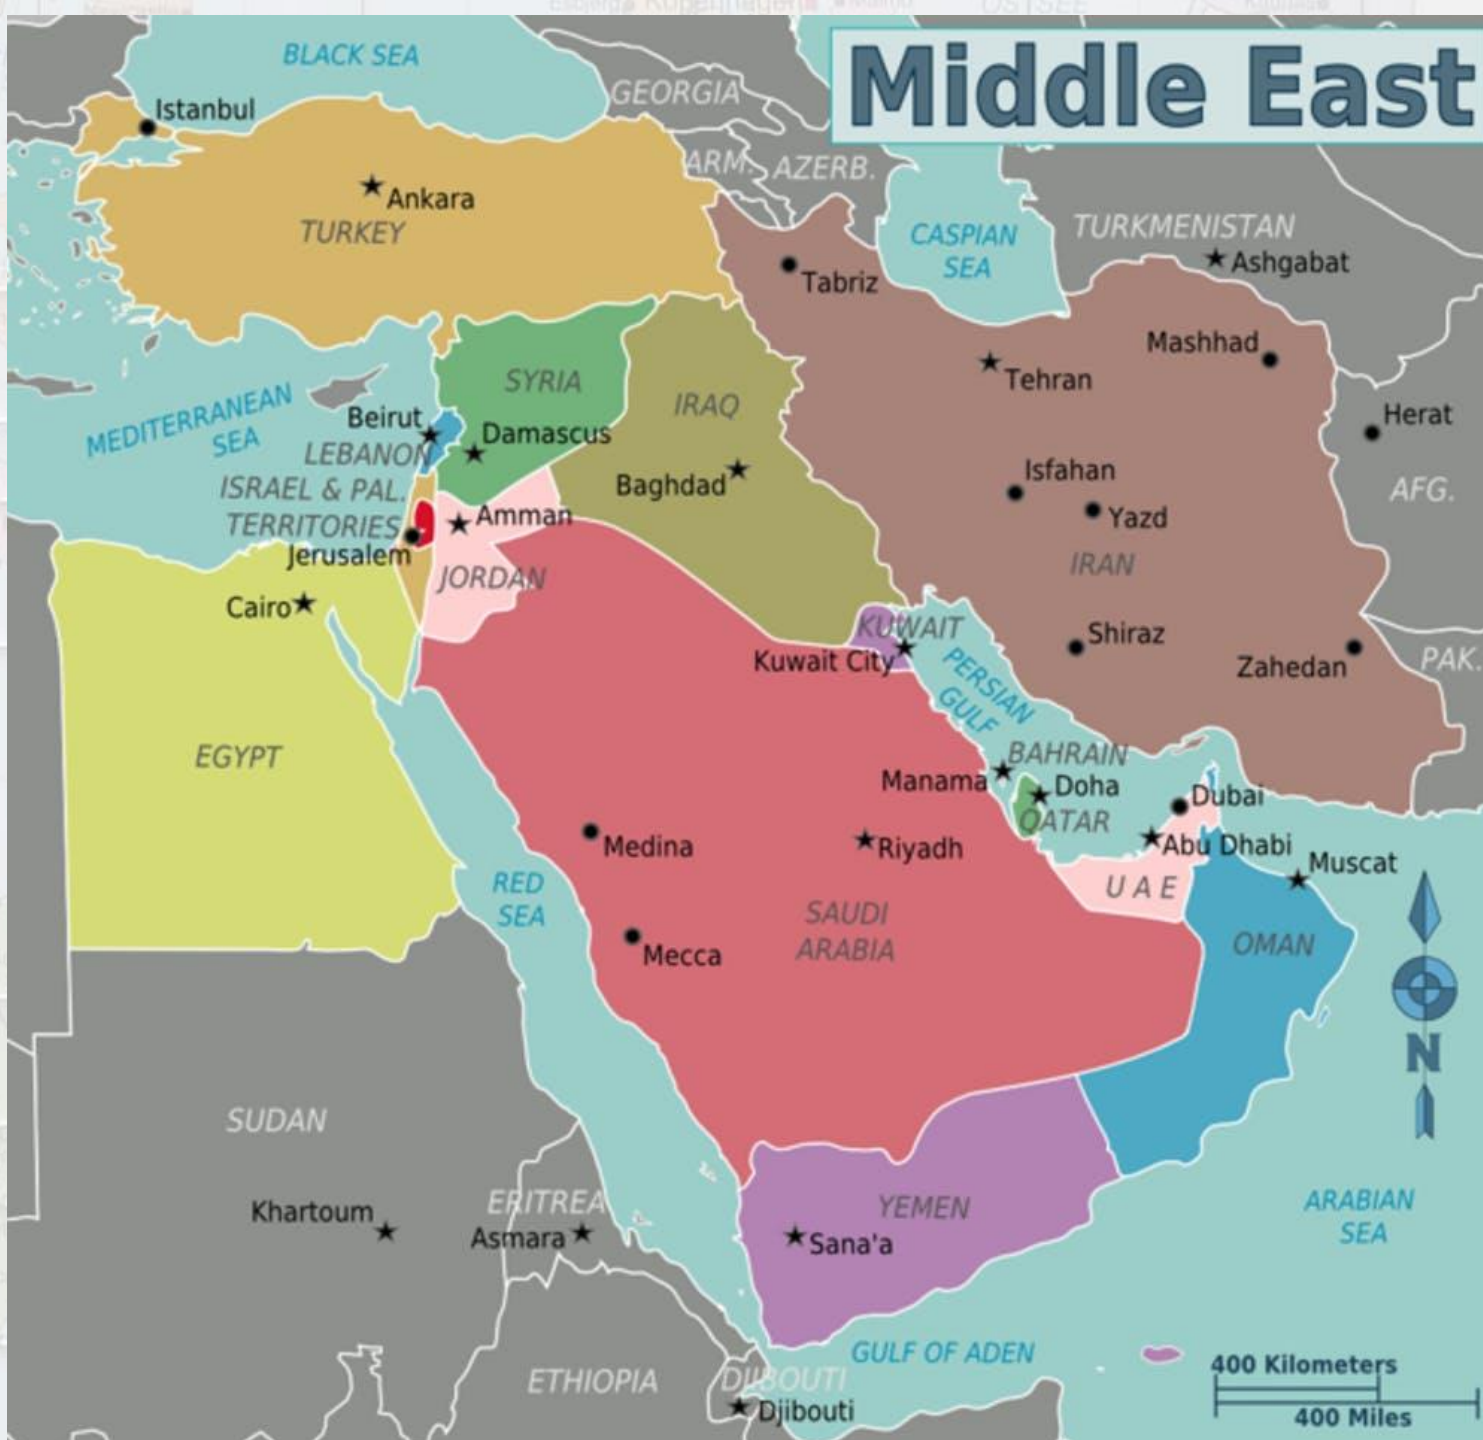 Middle East
BLACK SEA
GEORGIA
Istanbul
ARM.
AZERB.
Ankara
TURKEY
CASPIAN
SEA
TURKMENISTAN
Ashgabat
Tabriz
Mashhad
Tehran
SYRIA
IRAQ
MEDITERRANEAN
SEA
Beirut
Damascus
Herat
LEBANON
Baghdad
Isfahan
ISRAEL & PAL.
TERRITORIES
AFG.
Amman
Yazd
Jerusalem
JORDAN
IRAN
Cairo
KUWAIT
Shiraz
Kuwait City
Zahedan
PAK.
PERSIAN
GULF
EGYPT
BAHRAIN
Manama
Doha
Dubai
QATAR
Medina
Riyadh
Abu Dhabi
Muscat
RED
SEA
U A E
SAUDI
ARABIA
Mecca
OMAN
N
SUDAN
ERITREA
YEMEN
ARABIAN
SEA
Khartoum
Asmara
Sana'a
GULF OF ADEN
400 Kilometers
ETHIOPIA
DJIBOUTI
Djibouti
400 Miles